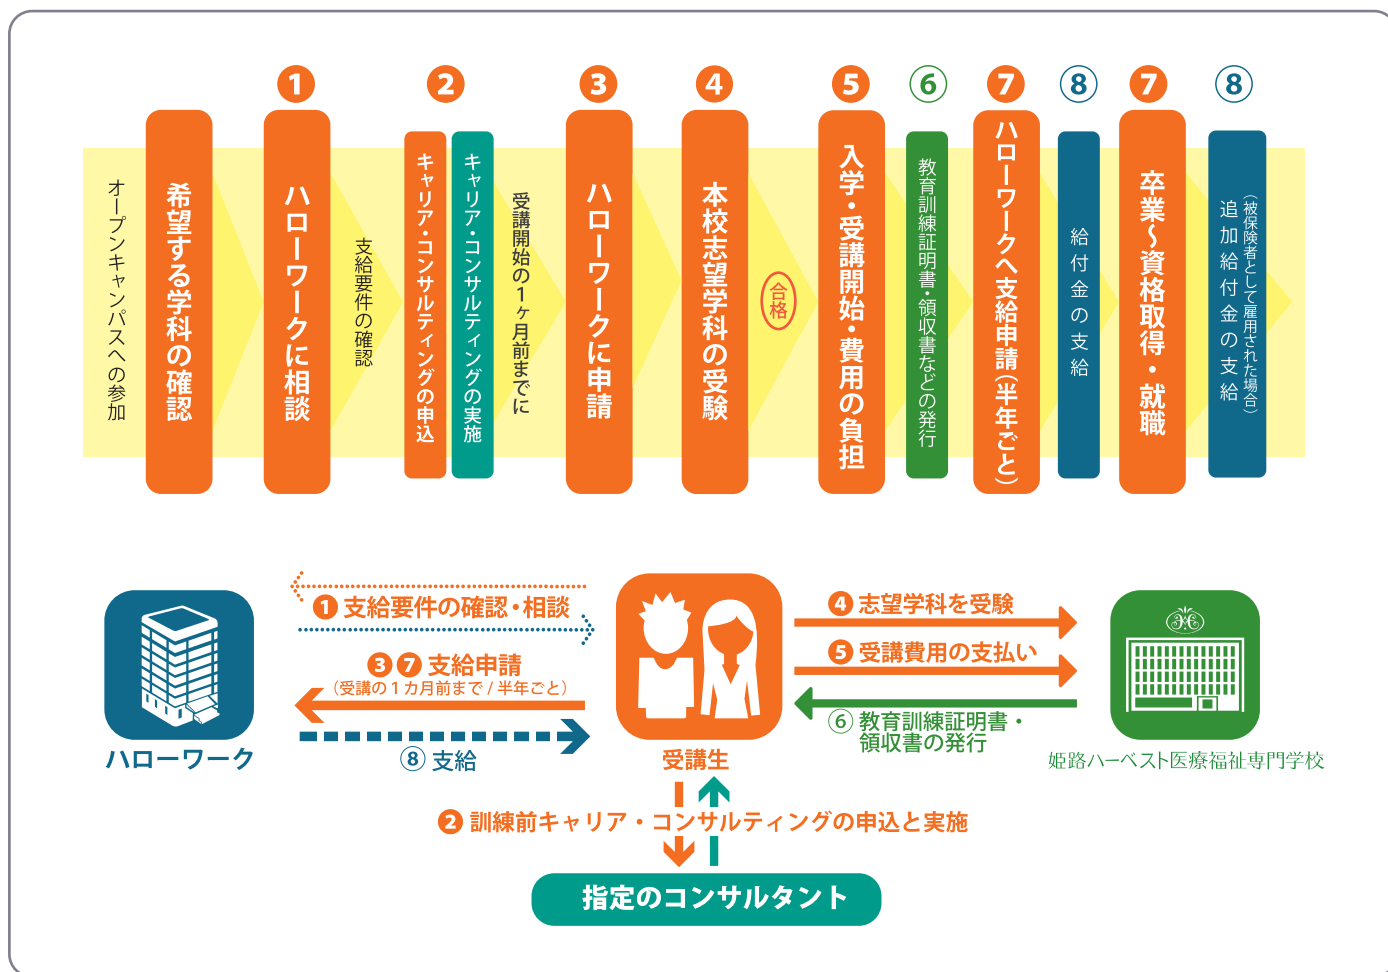 オープンキャンパスへの参加
希望する学科の確認
❶
ハローワークに相談
支給要件の確認
❷
キャリア・コンサルティングの申込
キャリア・コンサルティングの実施
受講開始の1ヶ月前までに
❸
ハローワークに申請
❹
本校志望学科の受験
合格
❺
入学・受講開始・費用の負担
⑥
教育訓練証明書・領収書などの発行
❼
ハローワークへ支給申請(半年ごと)
⑧
給付金の支給
❼
卒業～資格取得・就職
⑧
(被保険者として雇用された場合)
追加給付金の支給
❶ 支給要件の確認・相談
❸❼ 支給申請
(受講の1カ月前まで / 半年ごと)
⑧ 支給
ハローワーク
受講生
❹ 志望学科を受験
❺ 受講費用の支払い
⑥ 教育訓練証明書・
領収書の発行
姫路ハーベスト医療福祉専門学校
❷ 訓練前キャリア・コンサルティングの申込と実施
指定のコンサルタント